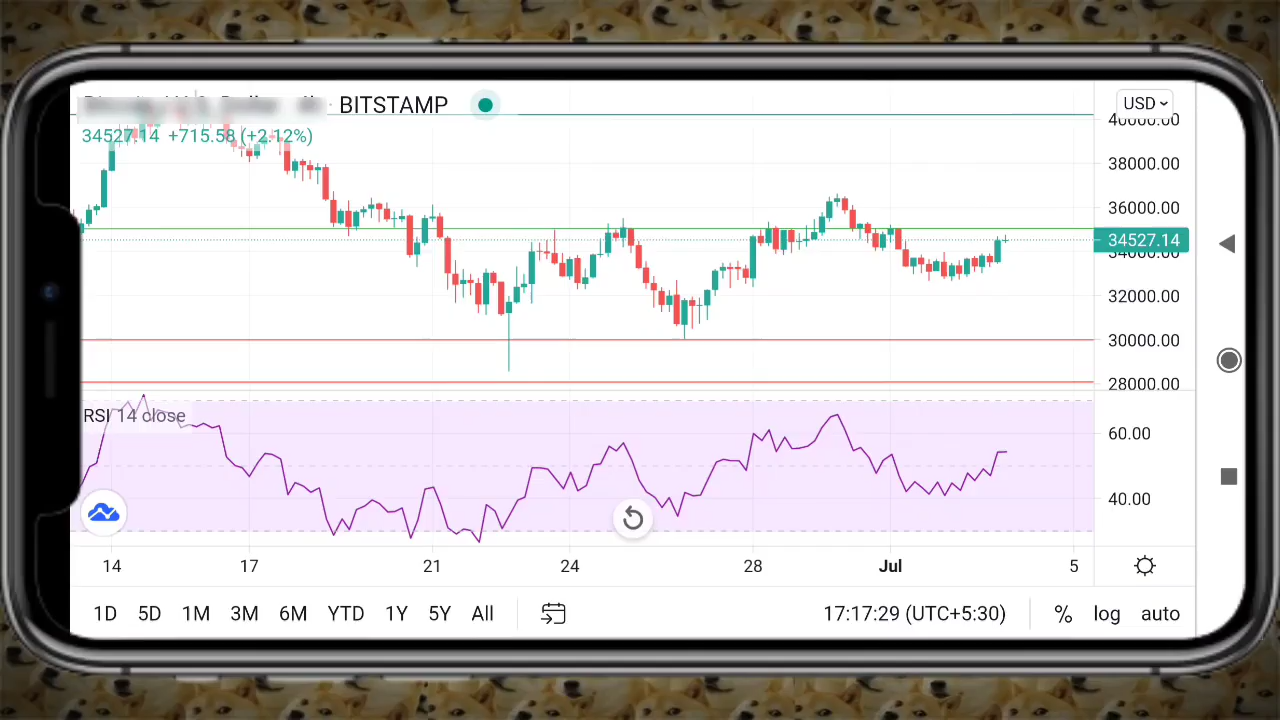 BITSTAMP
USD
34527.14 +715.58 (+2.12%)
40000.00
38000.00
36000.00
34527.14
34000.00
32000.00
30000.00
28000.00
RSI 14 close
60.00
40.00
14 17 21 24 28 Jul 5
1D 5D 1M 3M 6M YTD 1Y 5Y All 17:17:29 (UTC+5:30) % log auto